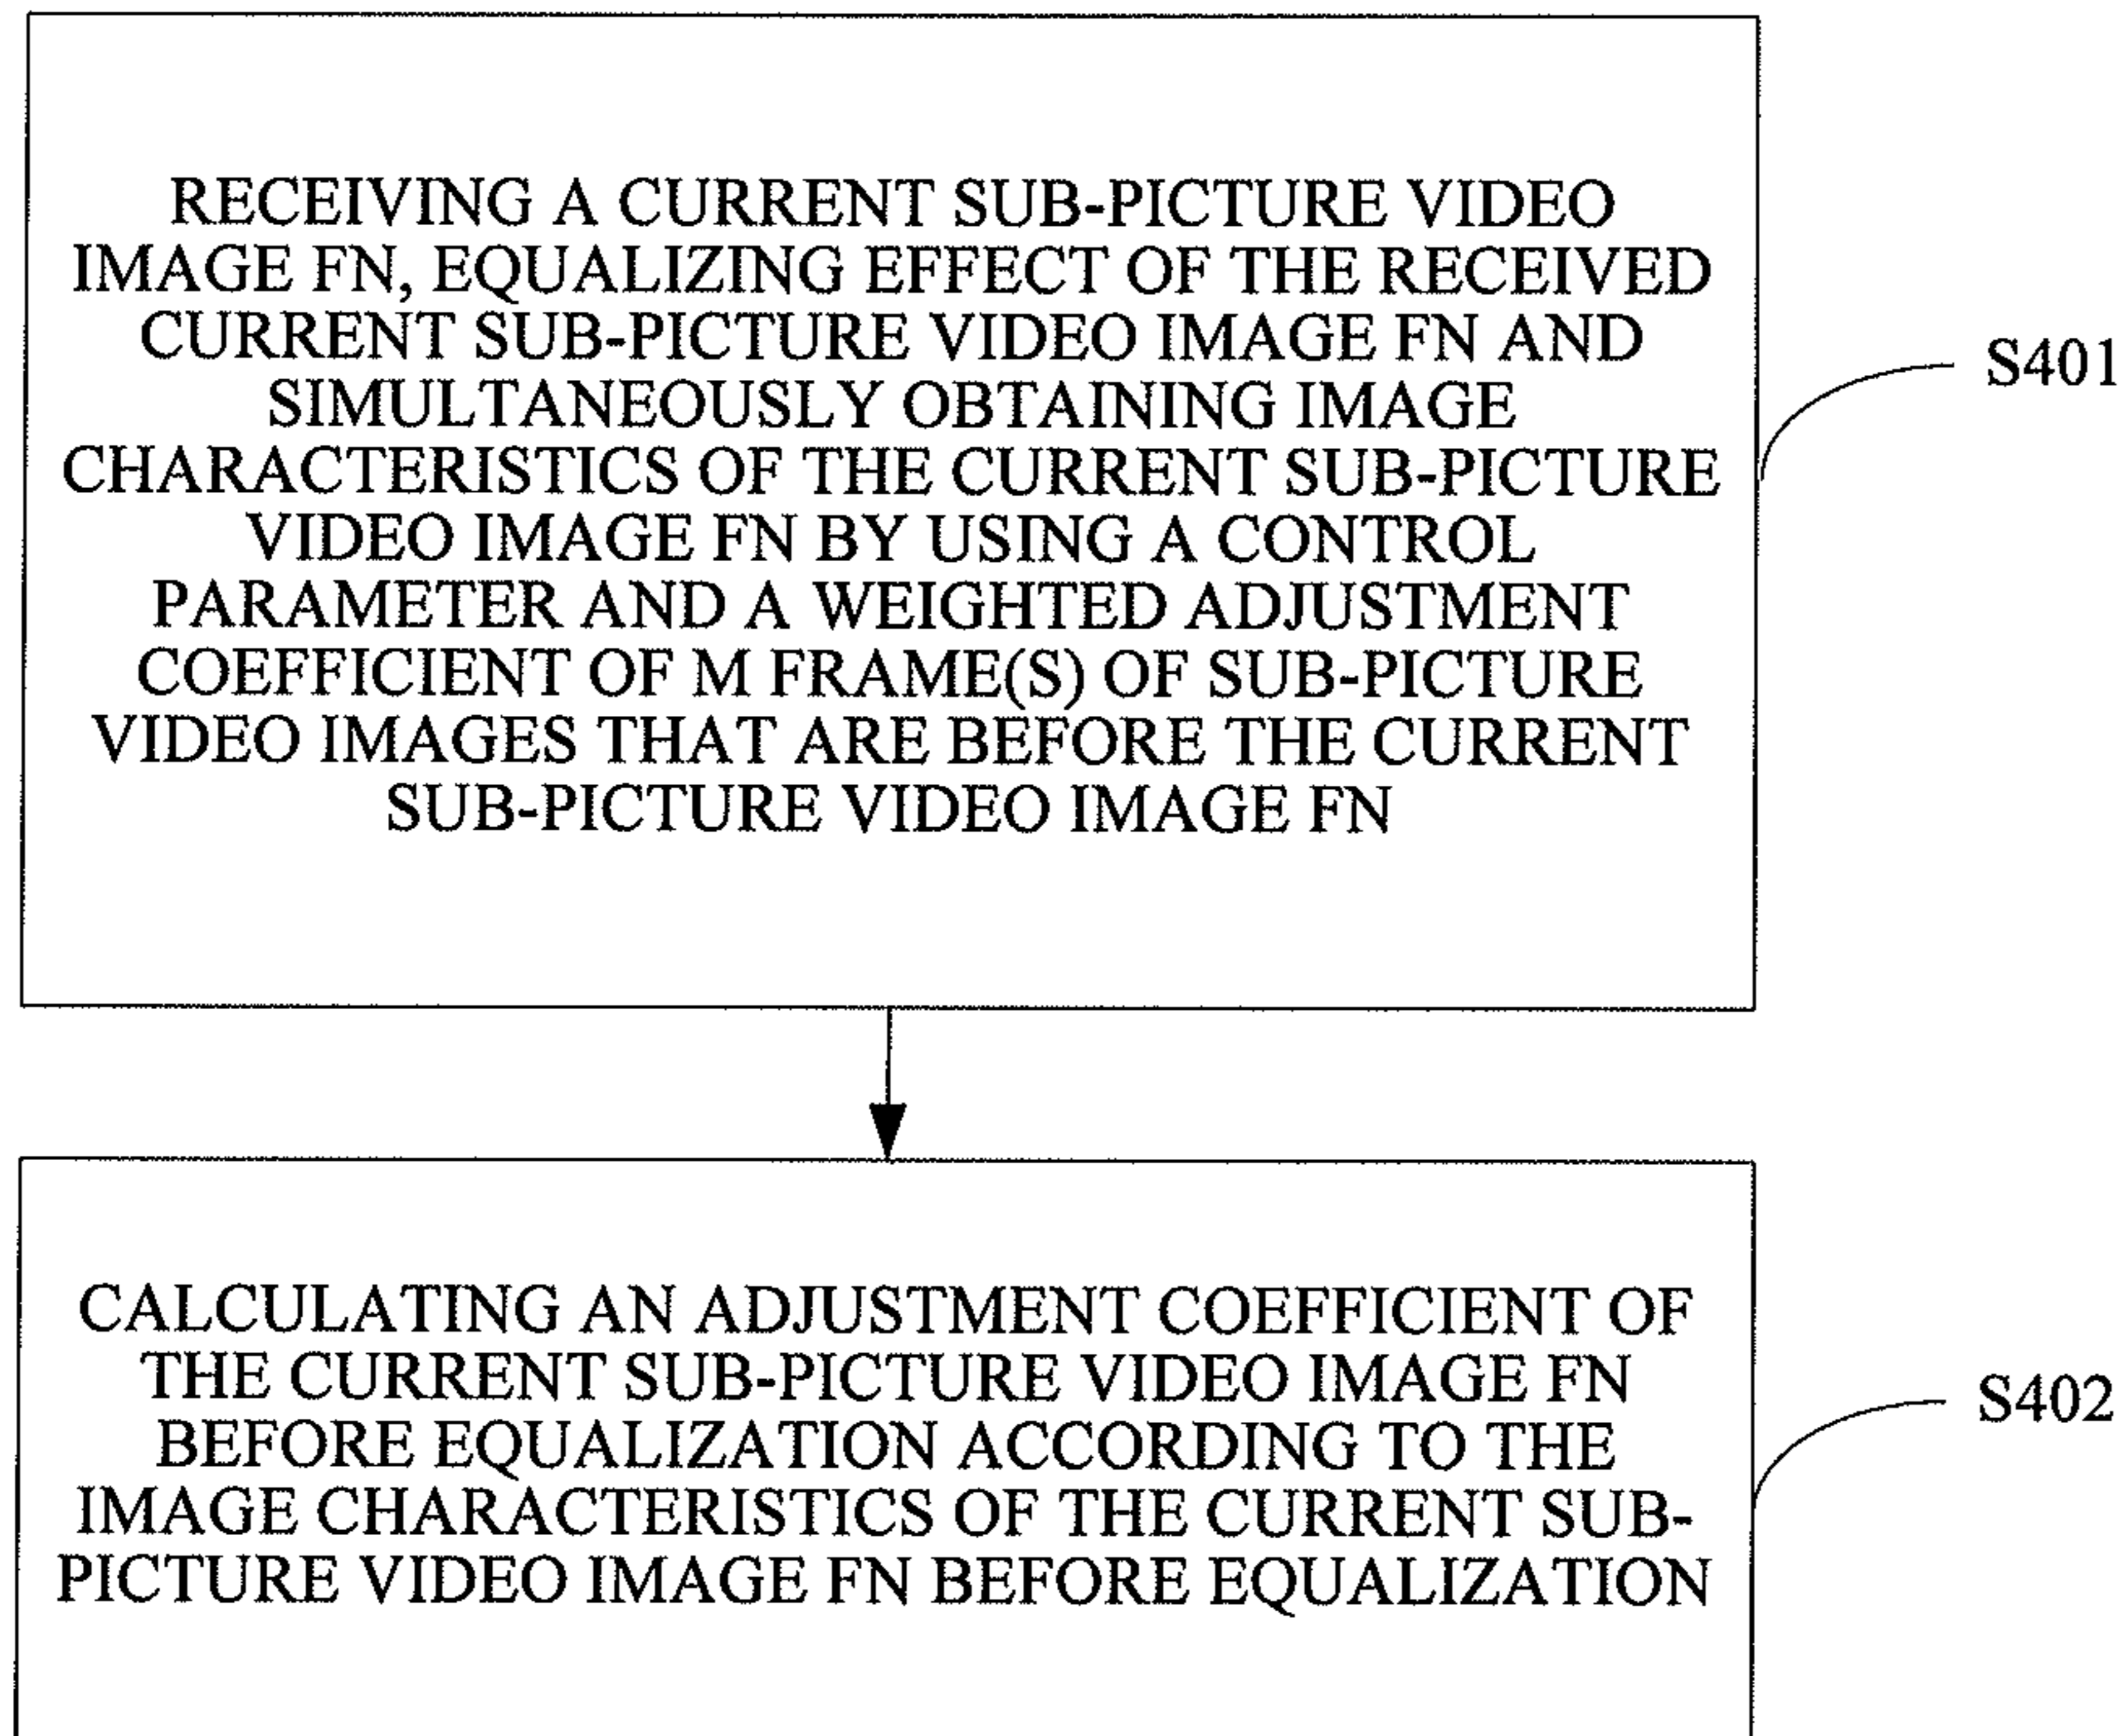 RECEIVING A CURRENT SUB-PICTURE VIDEO
IMAGE FN, EQUALIZING EFFECT OF THE RECEIVED
CURRENT SUB-PICTURE VIDEO IMAGE FN AND
SIMULTANEOUSLY OBTAINING IMAGE
CHARACTERISTICS OF THE CURRENT SUB-PICTURE
VIDEO IMAGE FN BY USING A CONTROL
PARAMETER AND A WEIGHTED ADJUSTMENT
COEFFICIENT OF M FRAME(S) OF SUB-PICTURE
VIDEO IMAGES THAT ARE BEFORE THE CURRENT
SUB-PICTURE VIDEO IMAGE FN
S401
CALCULATING AN ADJUSTMENT COEFFICIENT OF
THE CURRENT SUB-PICTURE VIDEO IMAGE FN
BEFORE EQUALIZATION ACCORDING TO THE
IMAGE CHARACTERISTICS OF THE CURRENT SUB-
PICTURE VIDEO IMAGE FN BEFORE EQUALIZATION
S402